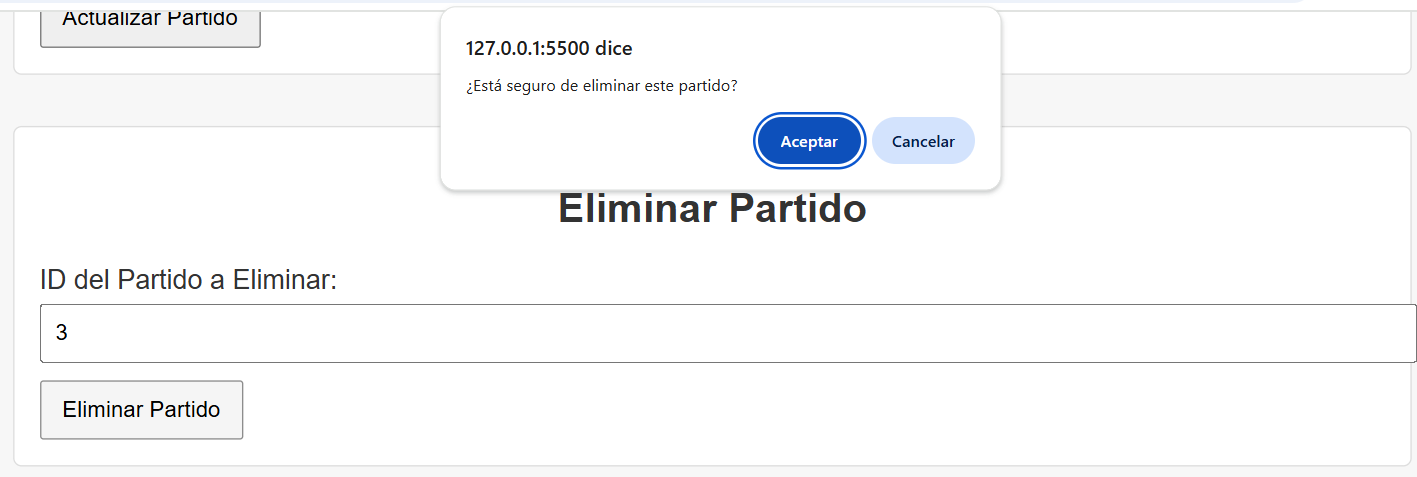 Actualizar Partido
127.0.0.1:5500 dice
¿Está seguro de eliminar este partido?
Aceptar Cancelar
Eliminar Partido
ID del Partido a Eliminar:
3
Eliminar Partido